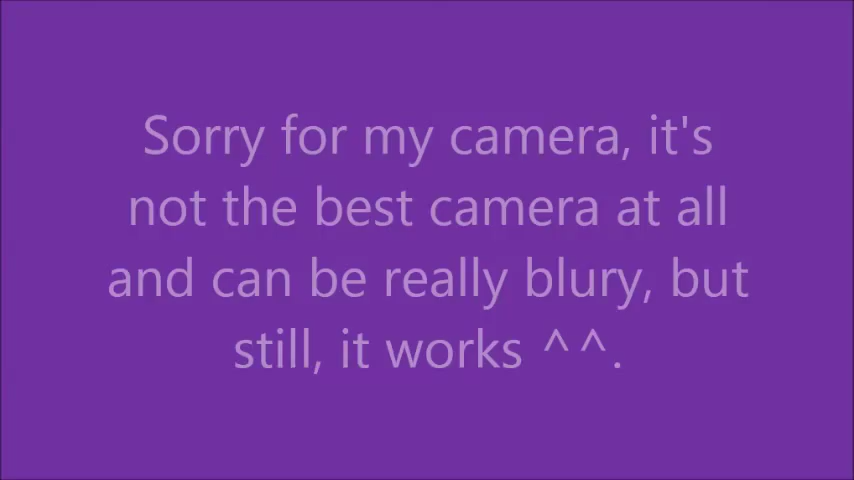 Sorry for my camera, it's
not the best camera at all
and can be really blury, but
still, it works ^^.